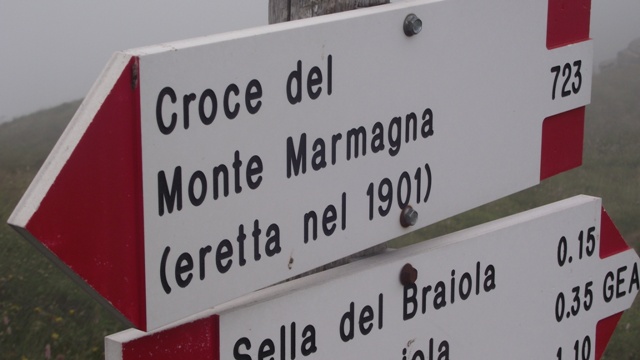 Croce del
Monte Marmagna
(eretta nel 1901)
723
Sella del Braiola
0.15
0.35 GEA
1.10